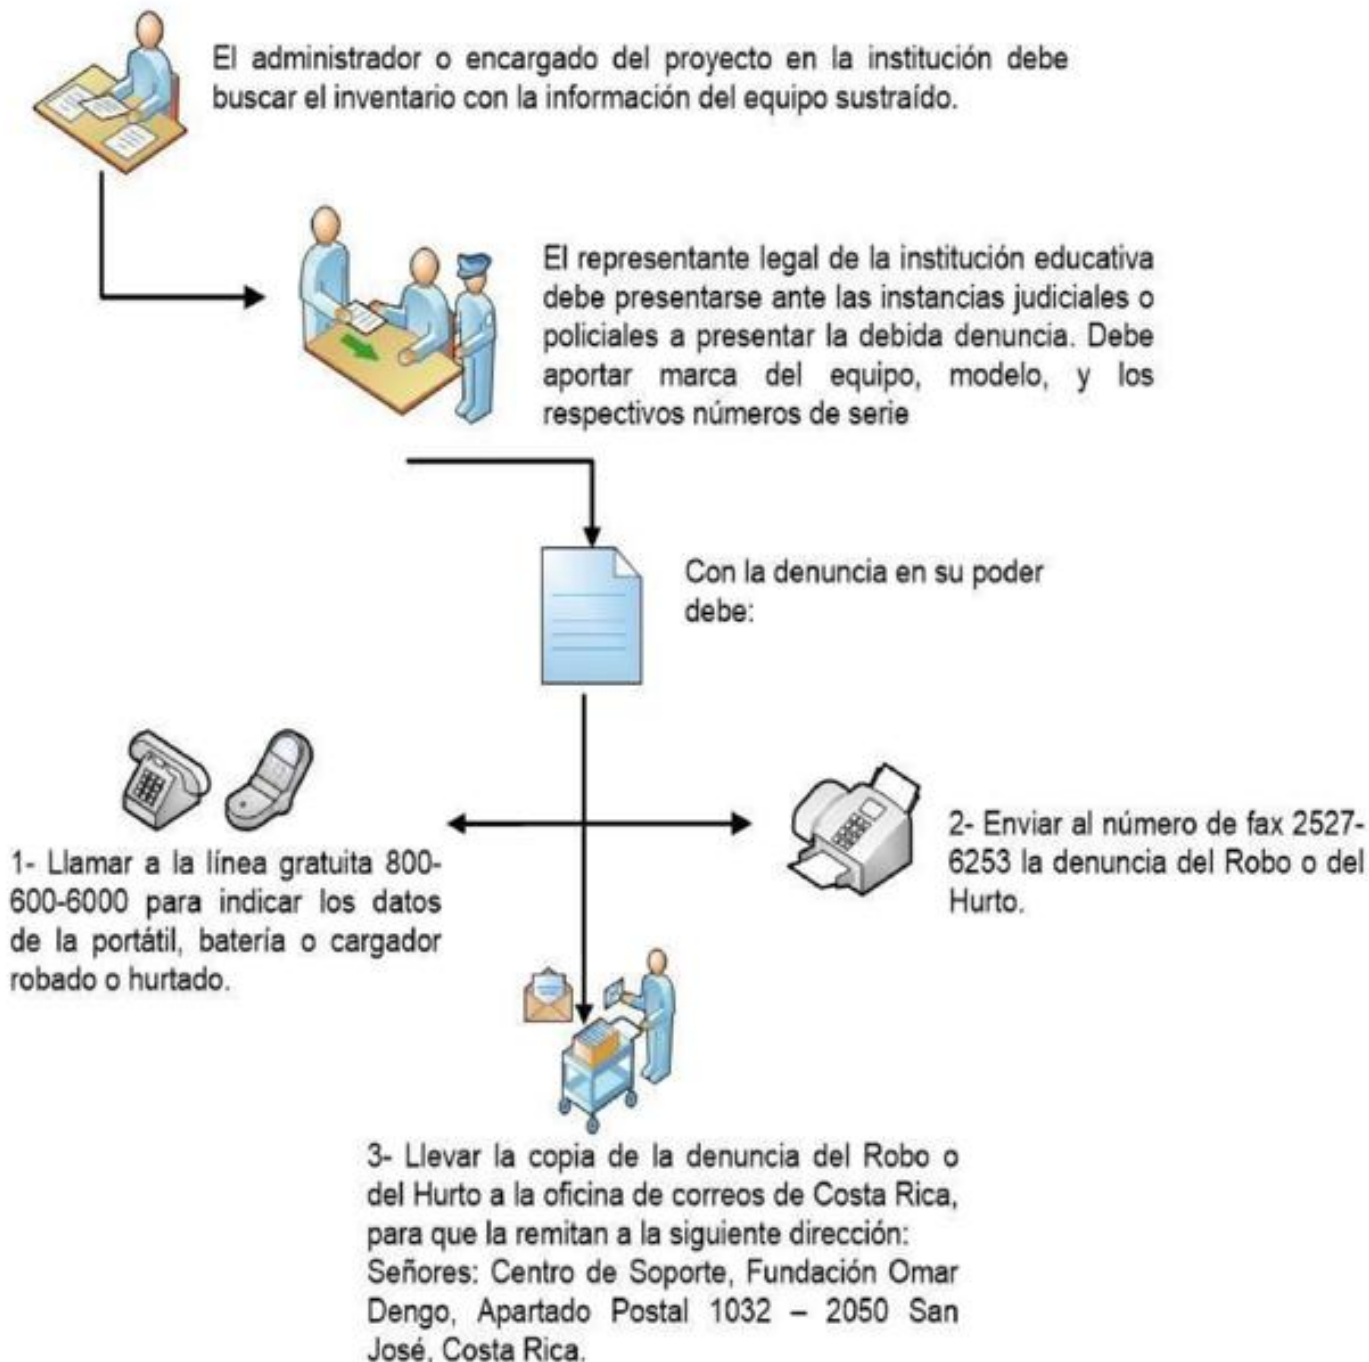 El administrador o encargado del proyecto en la institución debe
buscar el inventario con la información del equipo sustraído.
El representante legal de la institución educativa
debe presentarse ante las instancias judiciales o
policiales a presentar la debida denuncia. Debe
aportar marca del equipo, modelo, y los
respectivos números de serie
Con la denuncia en su poder
debe:
1- Llamar a la línea gratuita 800-
600-6000 para indicar los datos
de la portátil, batería o cargador
robado o hurtado.
2- Enviar al número de fax 2527-
6253 la denuncia del Robo o del
Hurto.
3- Llevar la copia de la denuncia del Robo o
del Hurto a la oficina de correos de Costa Rica,
para que la remitan a la siguiente dirección:
Señores: Centro de Soporte, Fundación Omar
Dengo, Apartado Postal 1032 – 2050 San
José, Costa Rica.